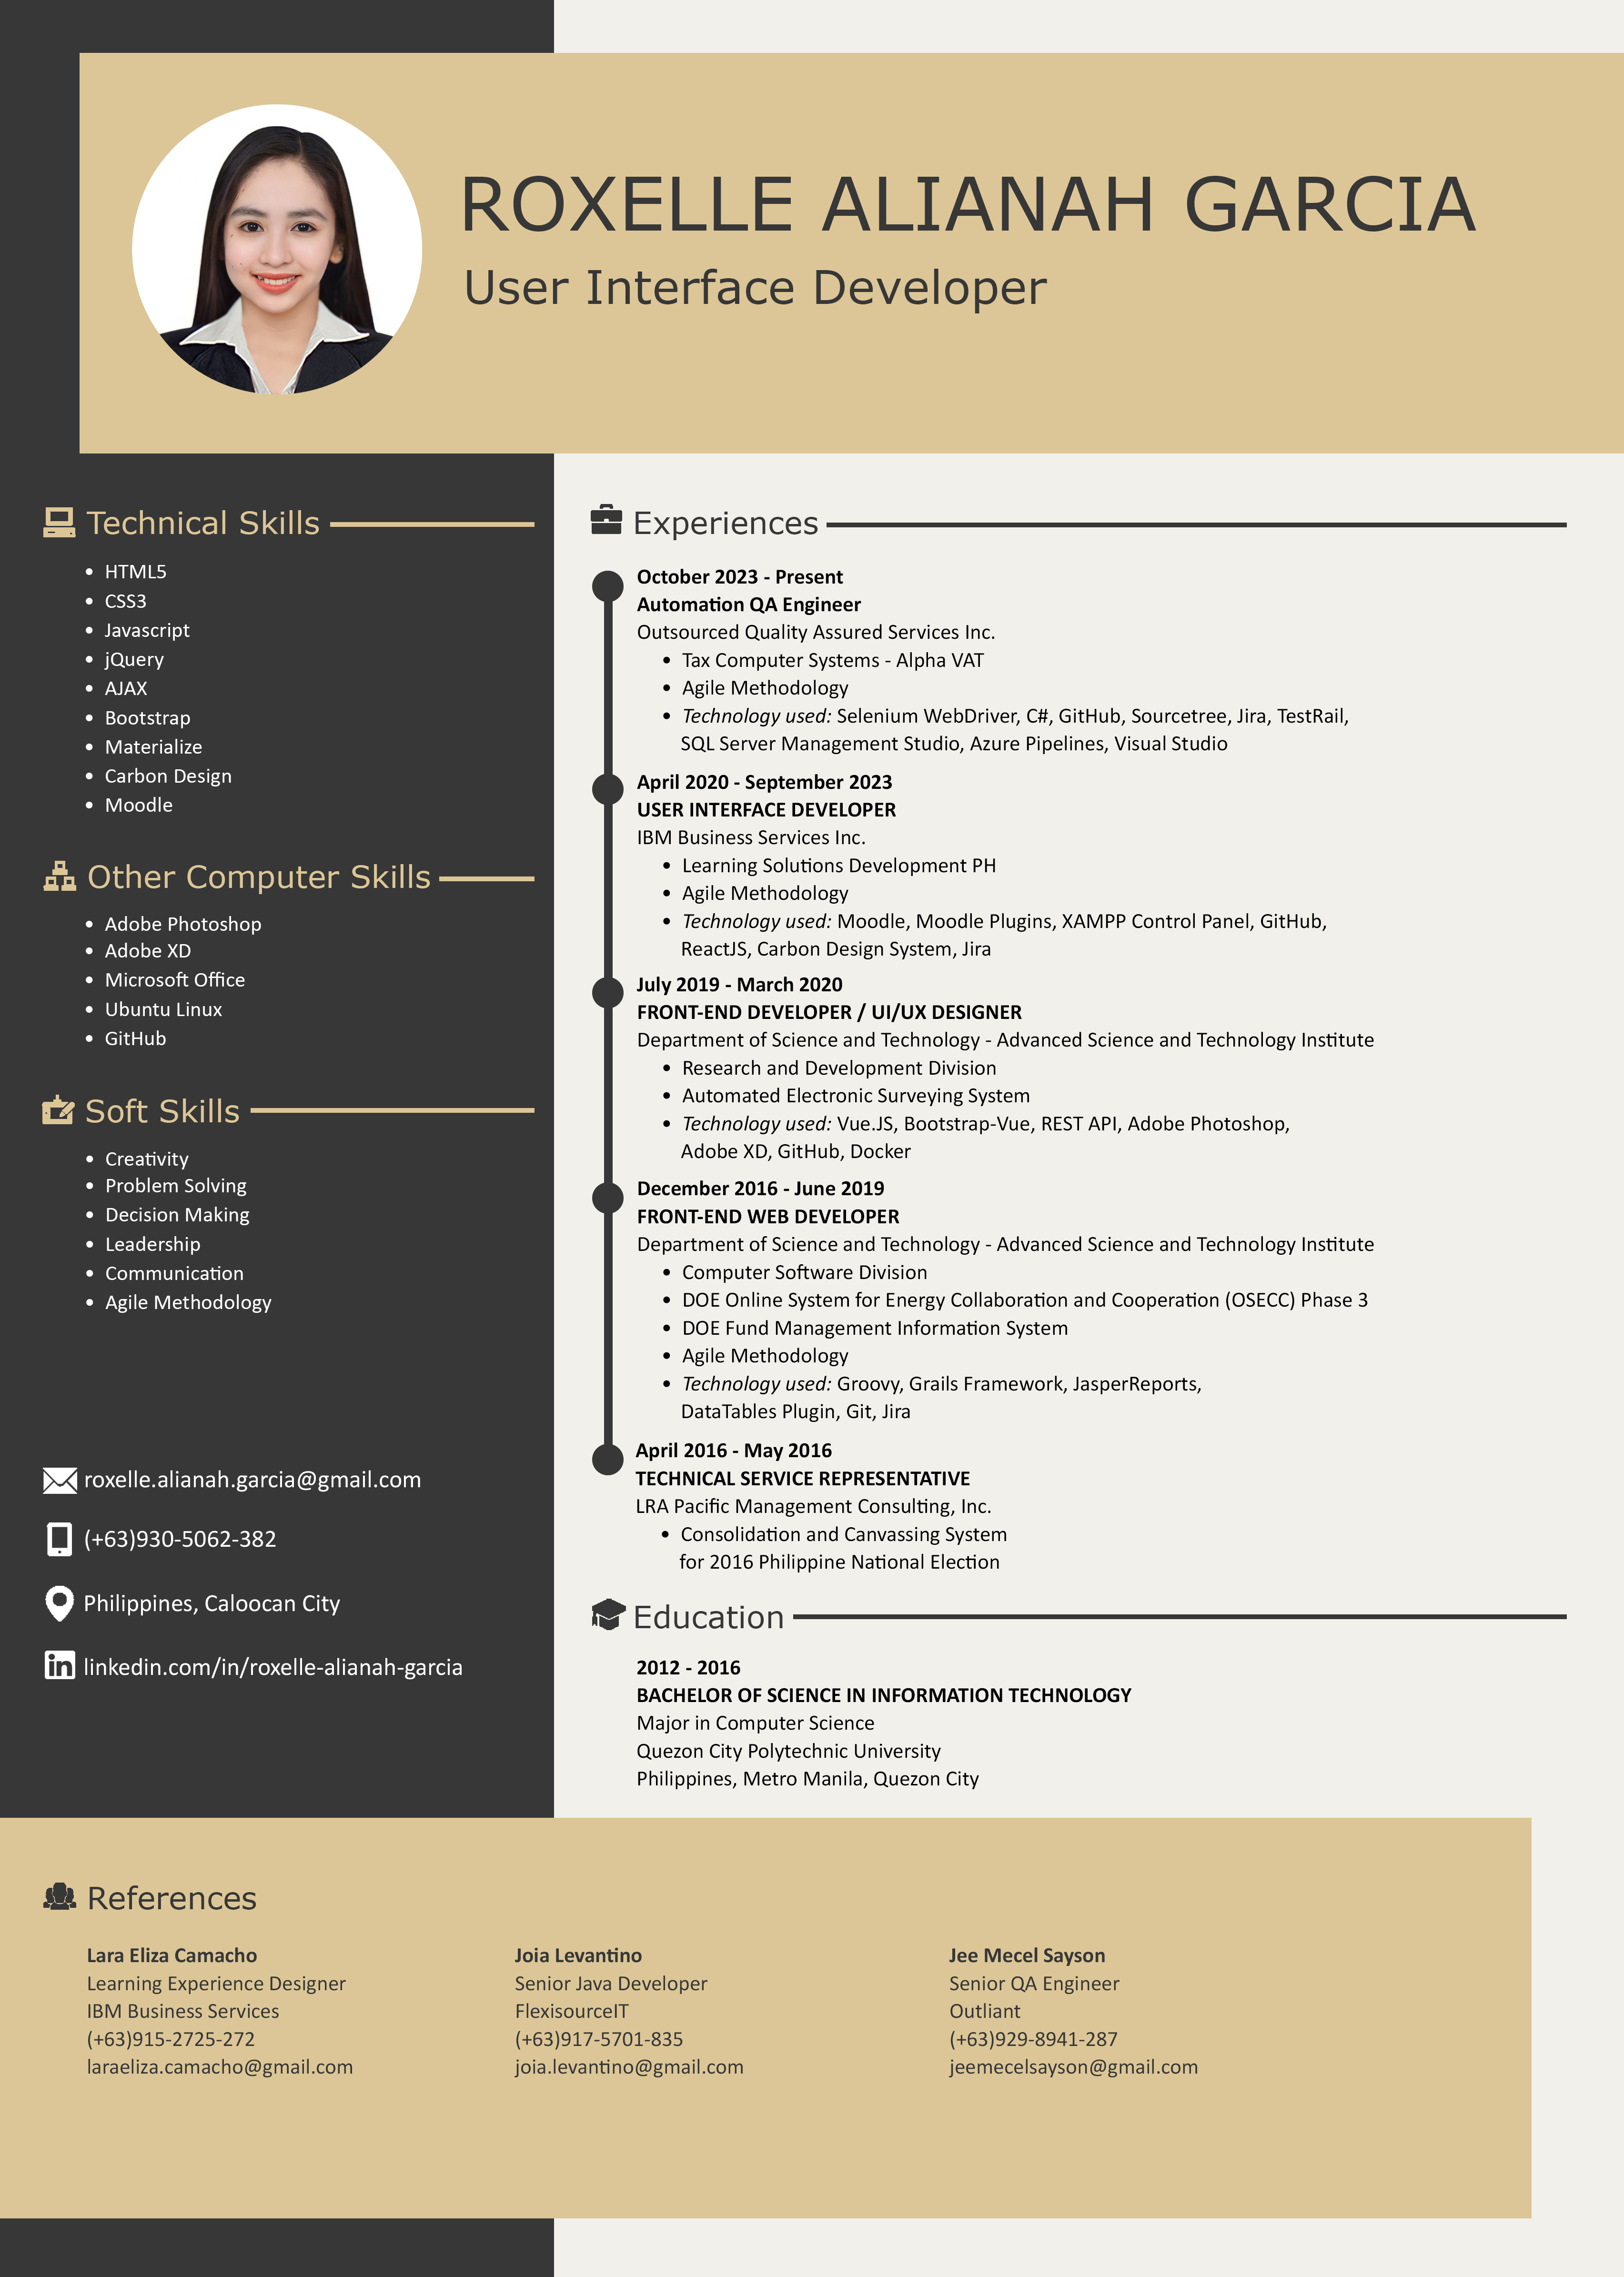 ROXELLE ALIANAH GARCIA
User Interface Developer
Technical Skills
• HTML5
• CSS3
• Javascript
• jQuery
• AJAX
• Bootstrap
• Materialize
• Carbon Design
• Moodle
Other Computer Skills
• Adobe Photoshop
• Adobe XD
• Microsoft Office
• Ubuntu Linux
• GitHub
Soft Skills
• Creativity
• Problem Solving
• Decision Making
• Leadership
• Communication
• Agile Methodology
roxelle.alianah.garcia@gmail.com
(+63)930-5062-382
Philippines, Caloocan City
in linkedin.com/in/roxelle-alianah-garcia
Experiences
October 2023 - Present
Automation QA Engineer
Outsourced Quality Assured Services Inc.
• Tax Computer Systems - Alpha VAT
• Agile Methodology
• Technology used: Selenium WebDriver, C#, GitHub, Sourcetree, Jira, TestRail,
SQL Server Management Studio, Azure Pipelines, Visual Studio
April 2020 - September 2023
USER INTERFACE DEVELOPER
IBM Business Services Inc.
• Learning Solutions Development PH
• Agile Methodology
• Technology used: Moodle, Moodle Plugins, XAMPP Control Panel, GitHub,
ReactJS, Carbon Design System, Jira
July 2019 - March 2020
FRONT-END DEVELOPER / UI/UX DESIGNER
Department of Science and Technology - Advanced Science and Technology Institute
• Research and Development Division
• Automated Electronic Surveying System
• Technology used: Vue.JS, Bootstrap-Vue, REST API, Adobe Photoshop,
Adobe XD, GitHub, Docker
December 2016 - June 2019
FRONT-END WEB DEVELOPER
Department of Science and Technology - Advanced Science and Technology Institute
• Computer Software Division
• DOE Online System for Energy Collaboration and Cooperation (OSECC) Phase 3
• DOE Fund Management Information System
• Agile Methodology
• Technology used: Groovy, Grails Framework, JasperReports,
DataTables Plugin, Git, Jira
April 2016 - May 2016
TECHNICAL SERVICE REPRESENTATIVE
LRA Pacific Management Consulting, Inc.
• Consolidation and Canvassing System
for 2016 Philippine National Election
Education
2012 - 2016
BACHELOR OF SCIENCE IN INFORMATION TECHNOLOGY
Major in Computer Science
Quezon City Polytechnic University
Philippines, Metro Manila, Quezon City
References
Lara Eliza Camacho
Learning Experience Designer
IBM Business Services
(+63)915-2725-272
laraeliza.camacho@gmail.com
Joia Levantino
Senior Java Developer
FlexisourceIT
(+63)917-5701-835
joia.levantino@gmail.com
Jee Mecel Sayson
Senior QA Engineer
Outliant
(+63)929-8941-287
jeemecelsayson@gmail.com